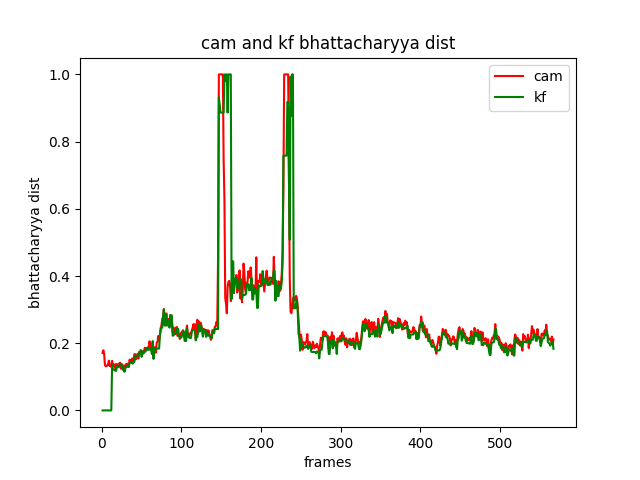 cam and kf bhattacharyya dist
cam
kf
1.0
0.8
0.6
0.4
0.2
0.0
bhattacharyya dist
0 100 200 300 400 500
frames